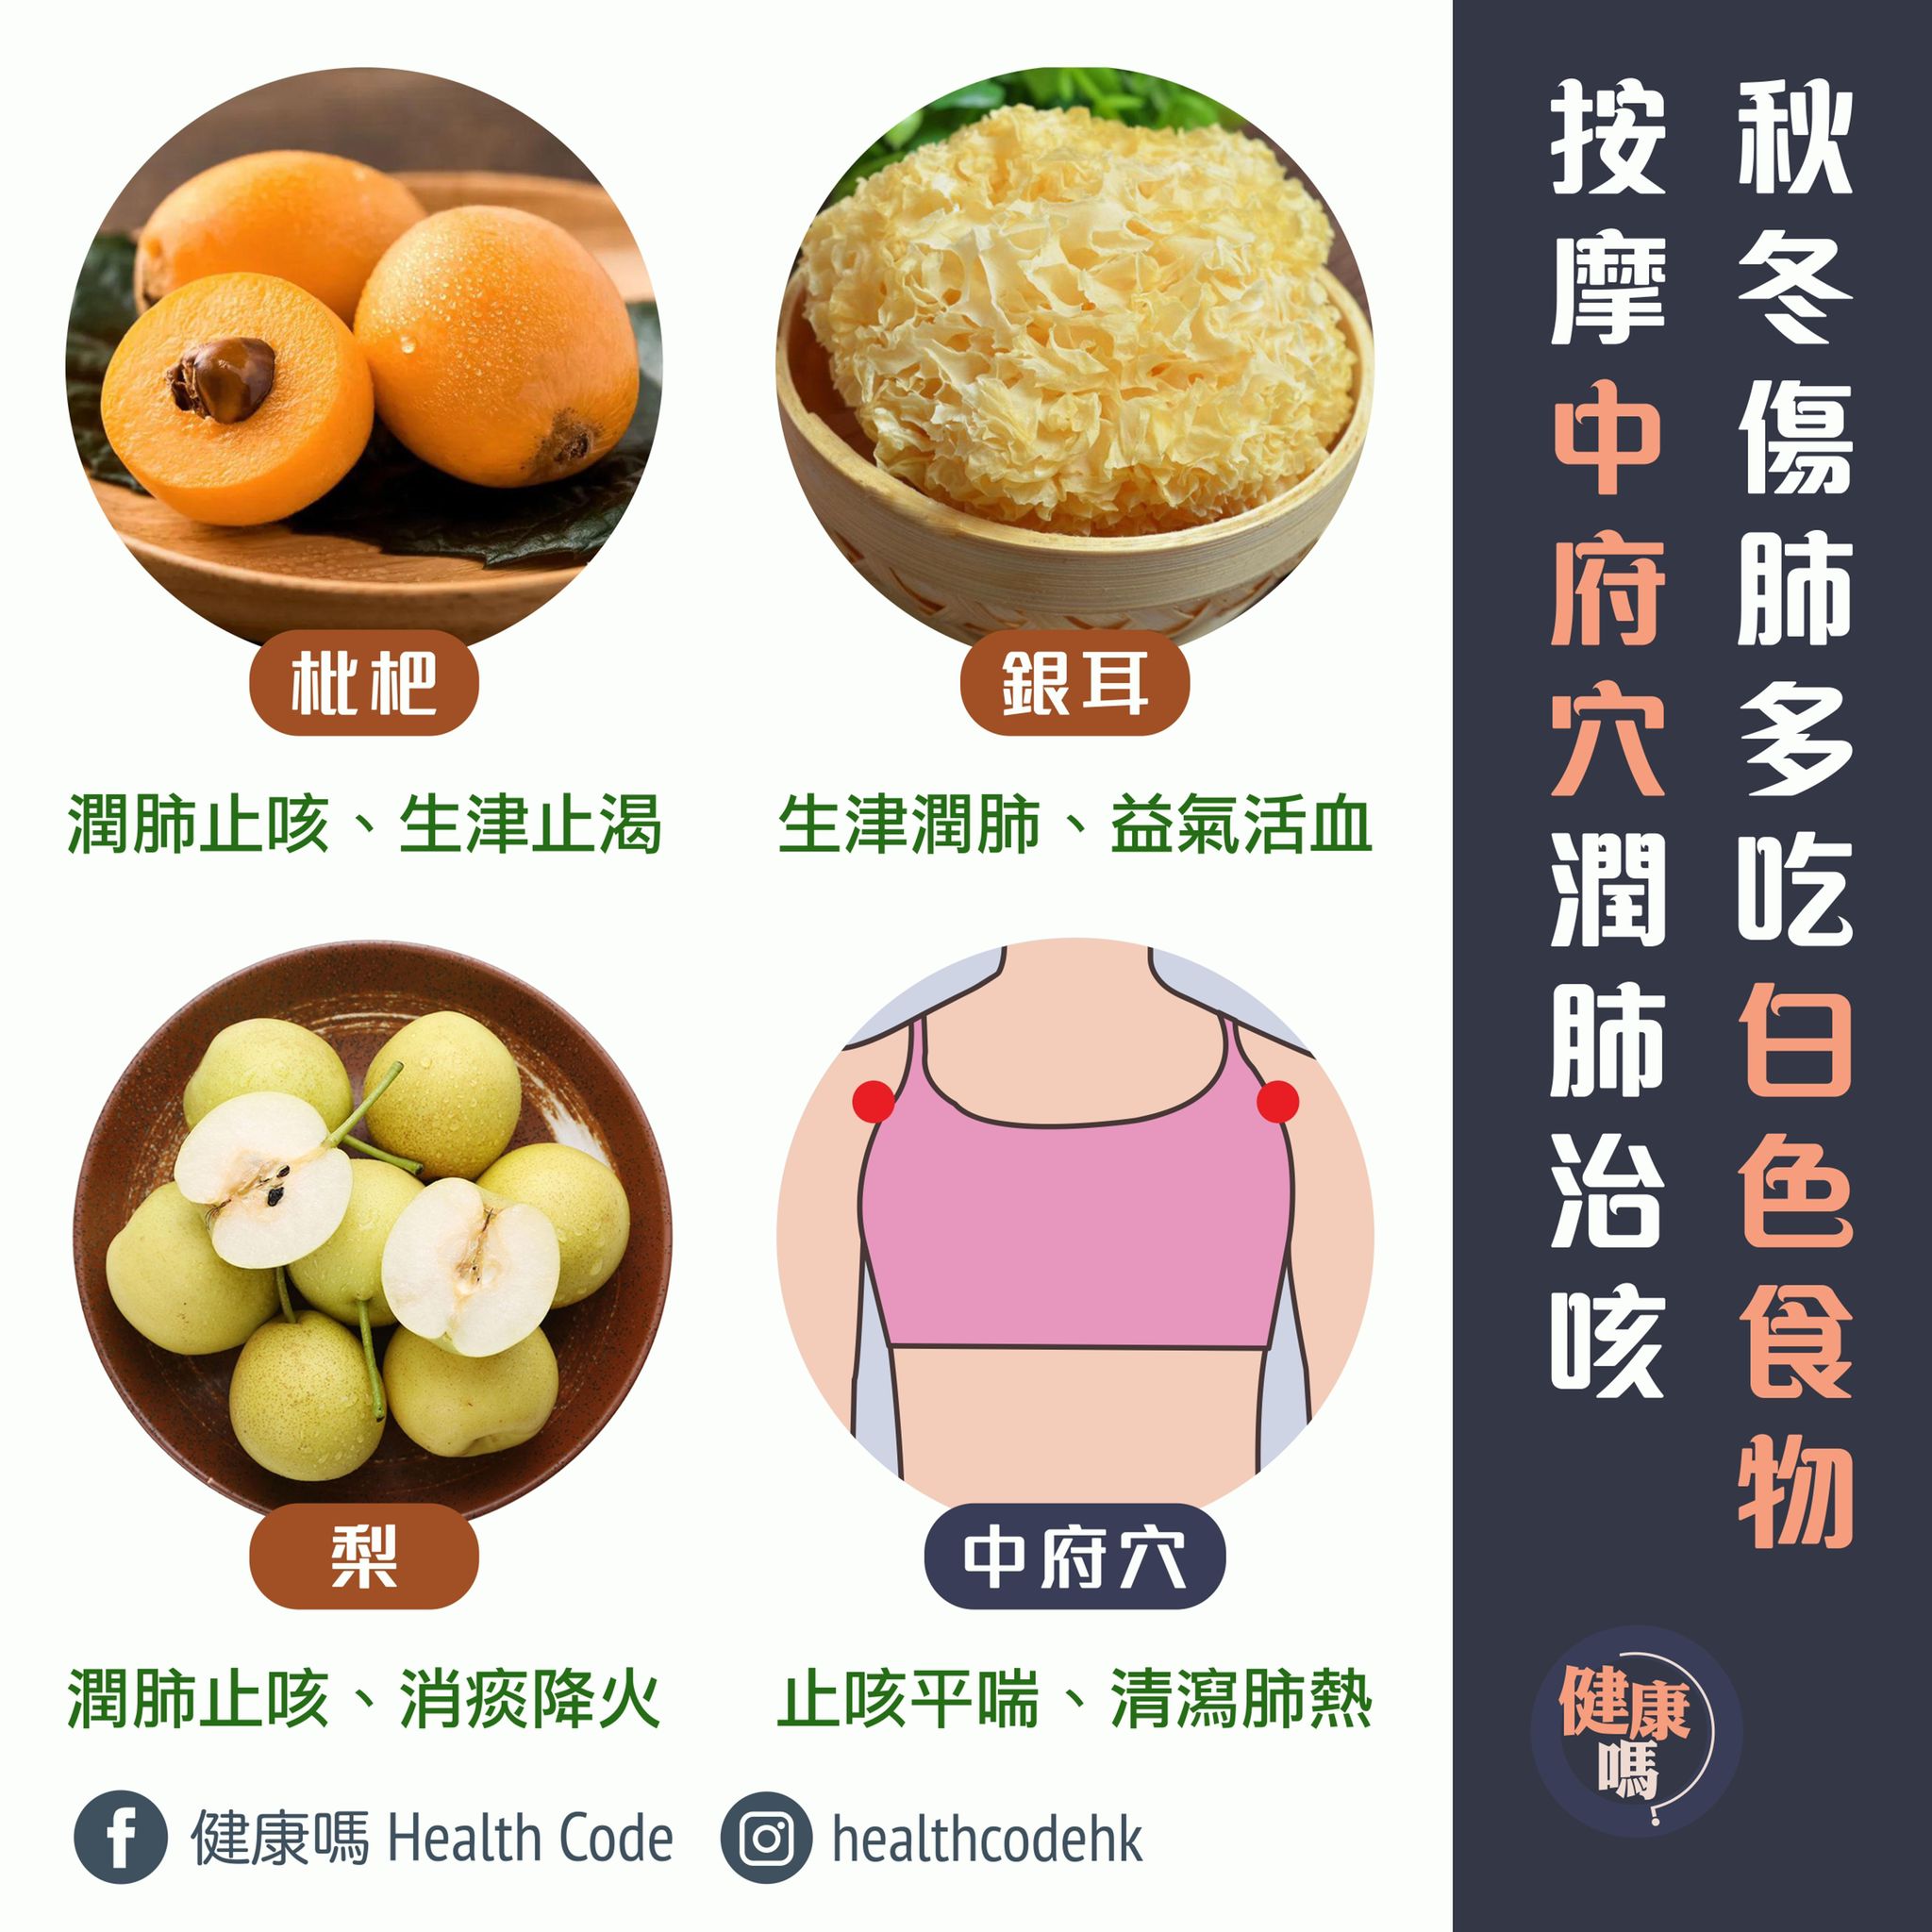 秋冬傷肺多吃白色食物
按摩中府穴潤肺治咳
枇杷
潤肺止咳、生津止渴
銀耳
生津潤肺、益氣活血
梨
潤肺止咳、消痰降火
中府穴
止咳平喘、清瀉肺熱
健康嗎 Health Code
healthcodehk
健康
嗎?